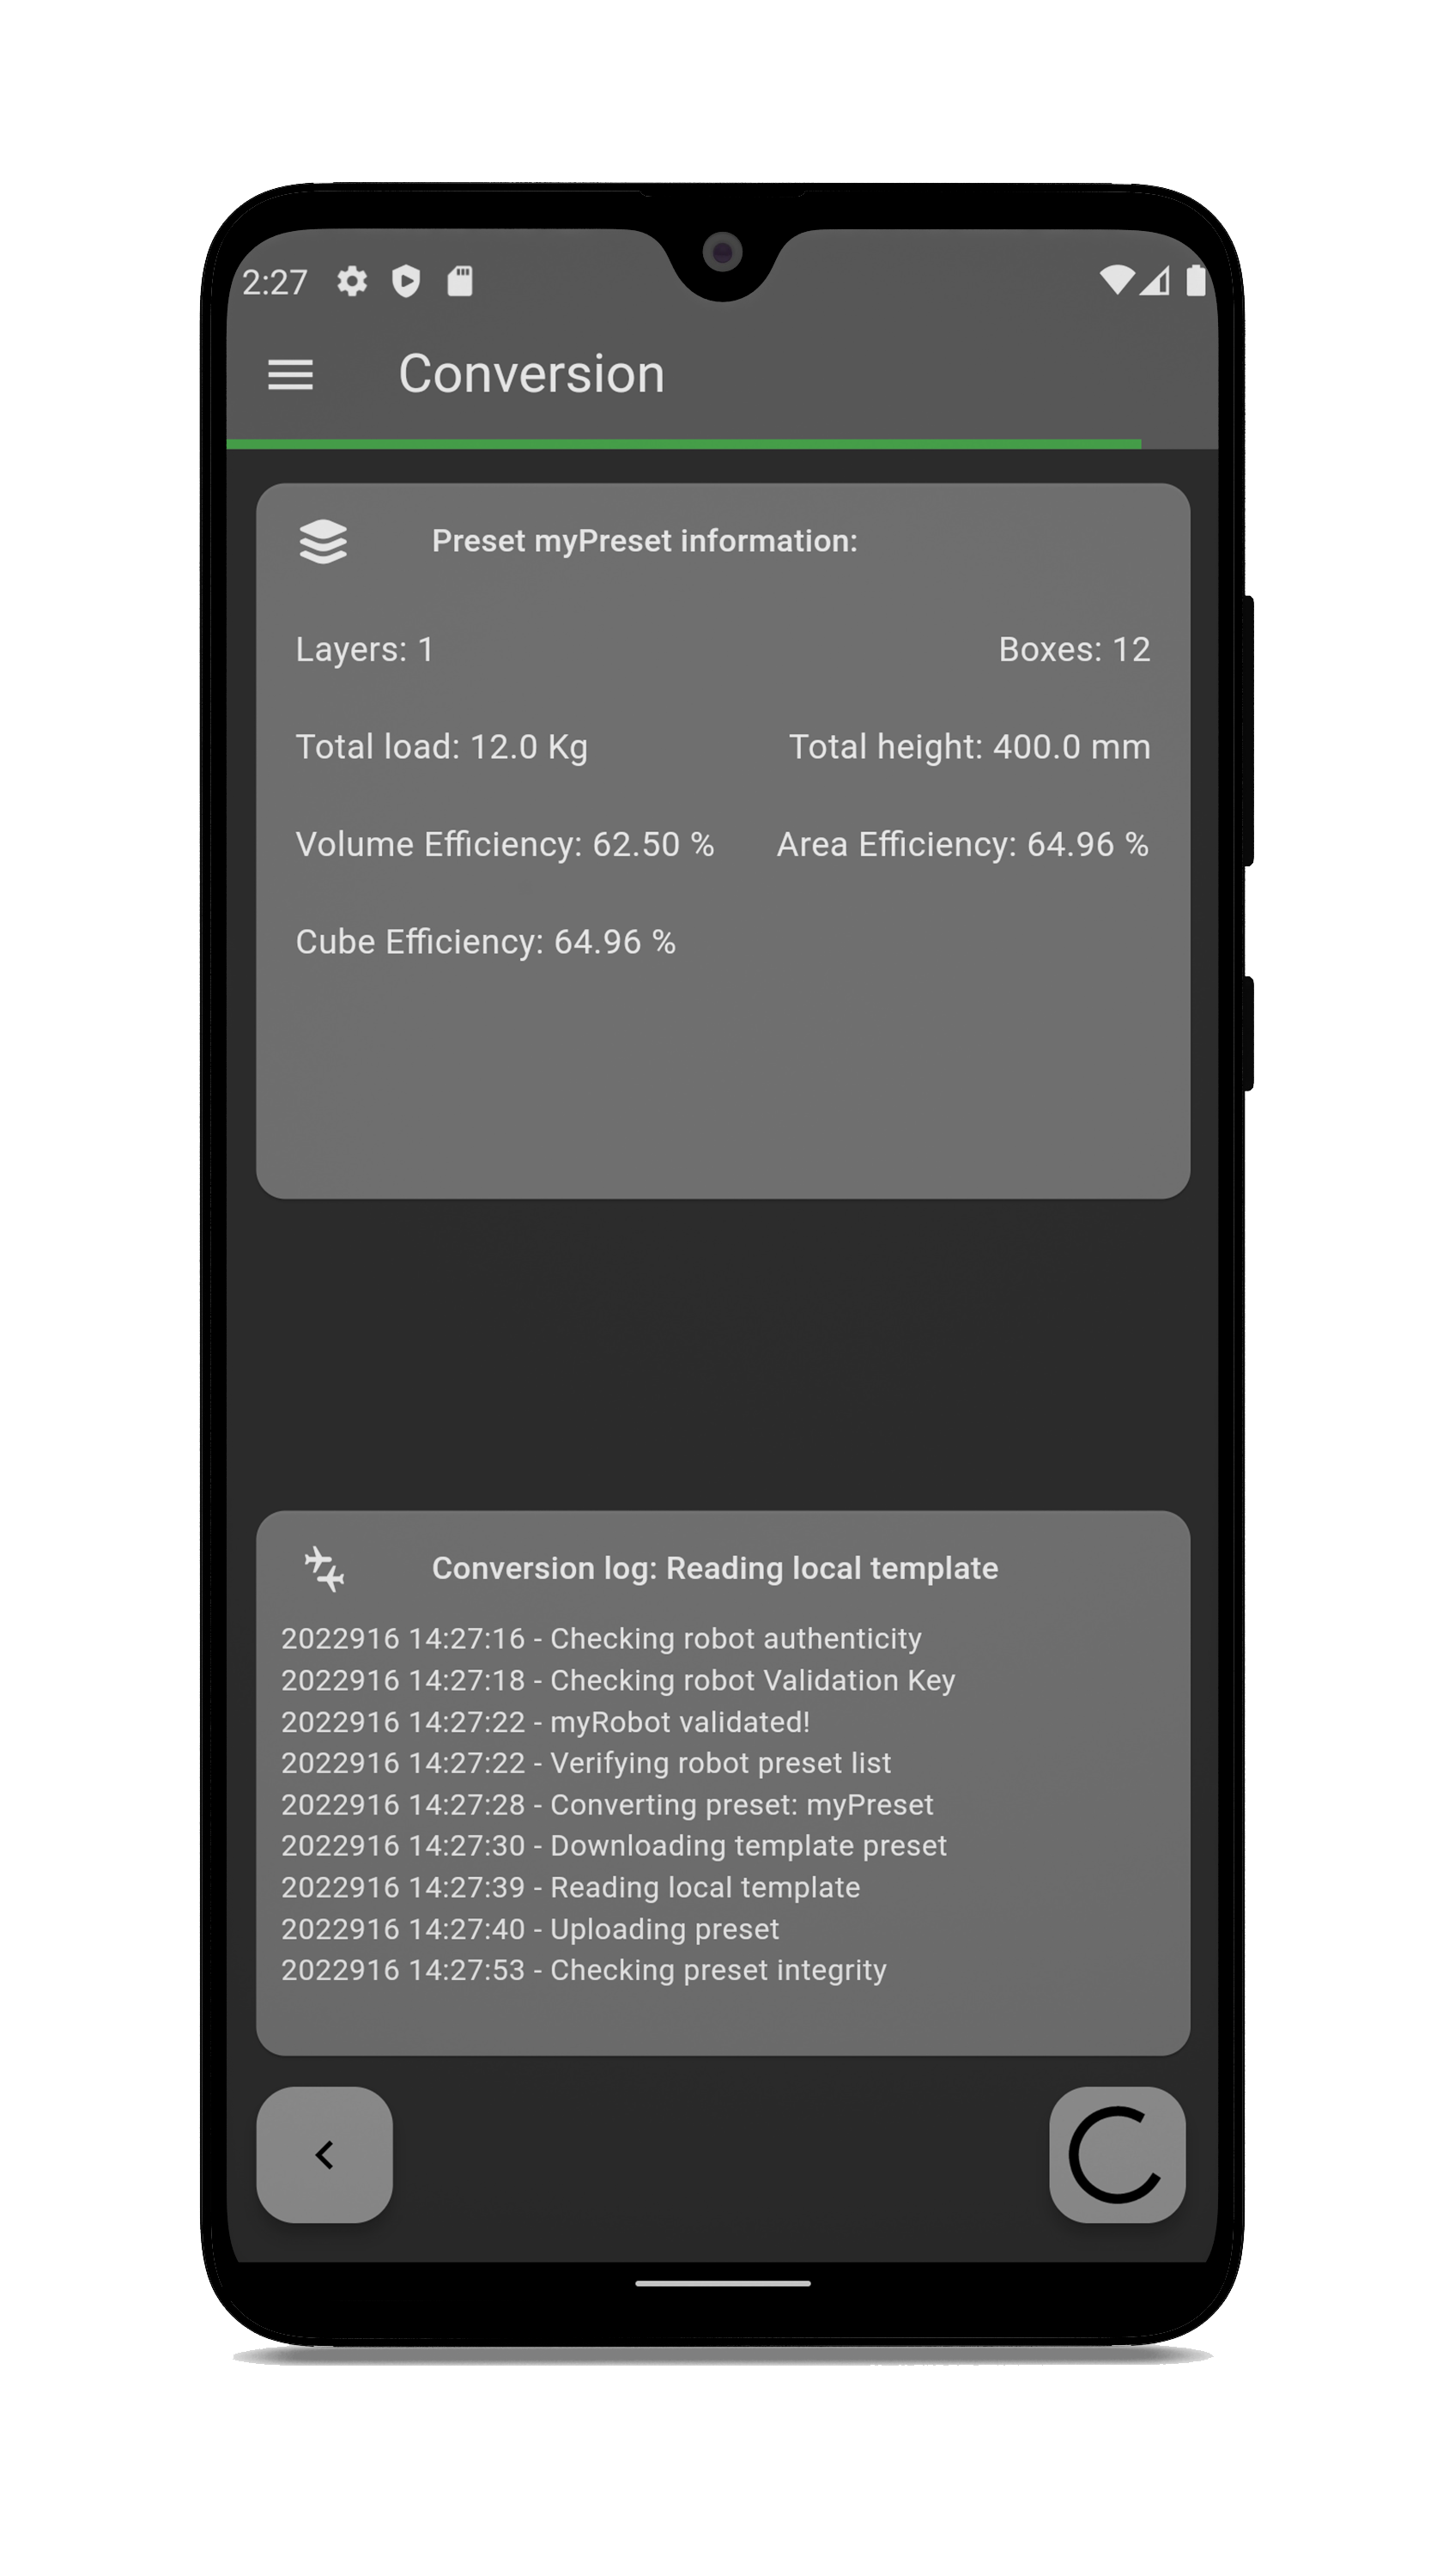 2:27
Conversion
Preset myPreset information:
Layers: 1 Boxes: 12
Total load: 12.0 Kg Total height: 400.0 mm
Volume Efficiency: 62.50 % Area Efficiency: 64.96 %
Cube Efficiency: 64.96 %
Conversion log: Reading local template
2022916 14:27:16 - Checking robot authenticity
2022916 14:27:18 - Checking robot Validation Key
2022916 14:27:22 - myRobot validated!
2022916 14:27:22 - Verifying robot preset list
2022916 14:27:28 - Converting preset: myPreset
2022916 14:27:30 - Downloading template preset
2022916 14:27:39 - Reading local template
2022916 14:27:40 - Uploading preset
2022916 14:27:53 - Checking preset integrity